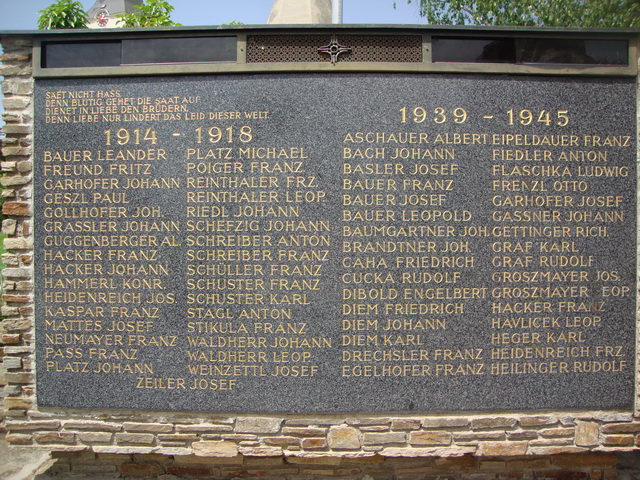 SAET NICHT HASS,
DENN BLUTIG GEHET DIE SAAT AUF
DIENET IN LIEBE DEN BRÜDERN,
DENN LIEBE NUR LINDERT DAS LEID DIESER WELT.
1914 - 1918
BAUER LEANDER
FREUND FRITZ
GARHOFER JOHANN
GESZL PAUL
GOLLHOFER JOH.
GRASSLER JOHANN
GUGGENBERGER AL.
HACKER FRANZ
HACKER JOHANN
HAMMERL KONR.
HEIDENREICH JOS.
KASPAR FRANZ
MATTES JOSEF
NEUMAYER FRANZ
PASS FRANZ
PLATZ JOHANN
PLATZ MICHAEL
POIGER FRANZ
REINTHALER FRZ.
REINTHALER LEOP.
RIEDL JOHANN
SCHEFZIG JOHANN
SCHREIBER ANTON
SCHREIBER FRANZ
SCHÜLLER FRANZ
SCHUSTER FRANZ
SCHUSTER KARL
STAGL ANTON
STIKULA FRANZ
WALDHERR JOHANN
WALDHERR LEOP.
WEINZETTL JOSEF
ZEILER JOSEF
1939 - 1945
ASCHAUER ALBERT
BACH JOHANN
BASLER JOSEF
BAUER FRANZ
BAUER JOSEF
BAUER LEOPOLD
BAUMGARTNER JOH.
BRANDTNER JOH.
CAHA FRIEDRICH
CUCKA RUDOLF
DIBOLD ENGELBERT
DIEM FRIEDRICH
DIEM JOHANN
DIEM KARL
DRECHSLER FRANZ
EGELHOFER FRANZ
EIPELDAUER FRANZ
FIEDLER ANTON
FLASCHKA LUDWIG
FRENZL OTTO
GARHOFER JOSEF
GASSNER JOHANN
GETTINGER RICH.
GRAF KARL
GRAF RUDOLF
GROSZMAYER JOS.
GROSZMAYER LEOP.
HACKER FRANZ
HAVLICEK LEOP.
HEGER KARL
HEIDENREICH FRZ.
HEILINGER RUDOLF